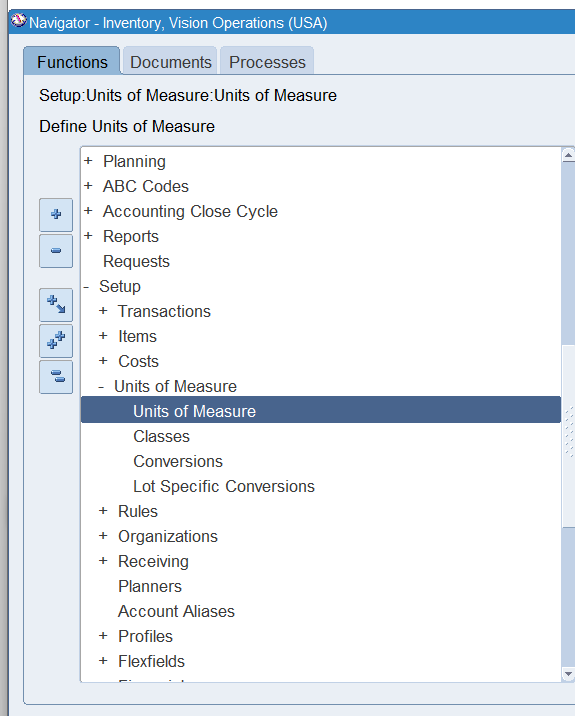 Navigator - Inventory, Vision Operations (USA)
Functions Documents Processes
Setup:Units of Measure:Units of Measure
Define Units of Measure
+ Planning
+ ABC Codes
+ Accounting Close Cycle
+ Reports
Requests
- Setup
+ Transactions
+ Items
+ Costs
- Units of Measure
Units of Measure
Classes
Conversions
Lot Specific Conversions
+ Rules
+ Organizations
+ Receiving
Planners
Account Aliases
+ Profiles
+ Flexfields